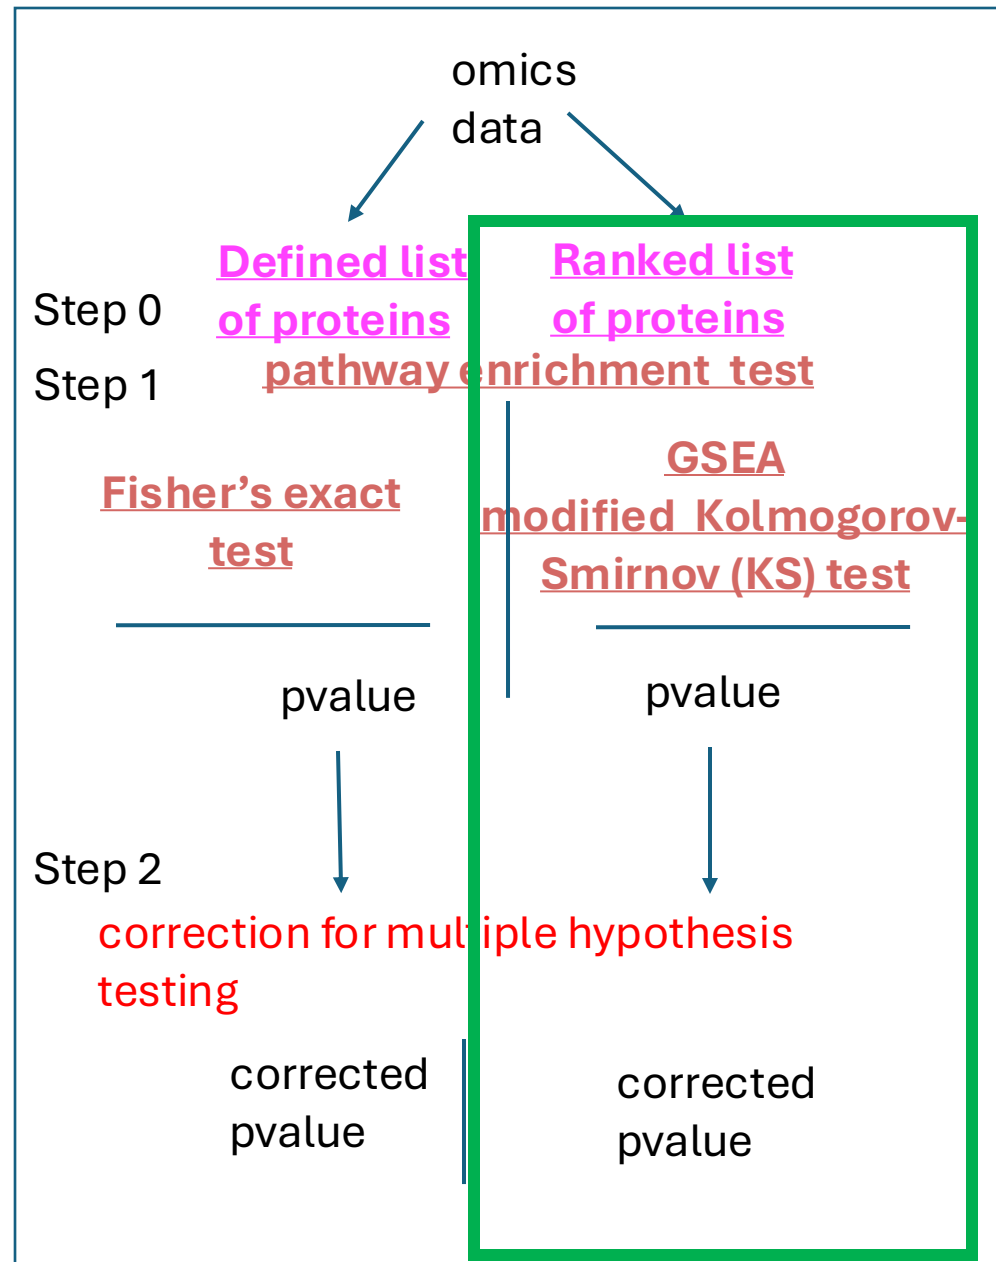 omics
data
Defined list
of proteins
Ranked list
of proteins
Step 0
Step 1
pathway enrichment test
Fisher’s exact
test
GSEA
modified Kolmogorov-
Smirnov (KS) test
pvalue
pvalue
Step 2
correction for multiple hypothesis
testing
corrected
pvalue
corrected
pvalue